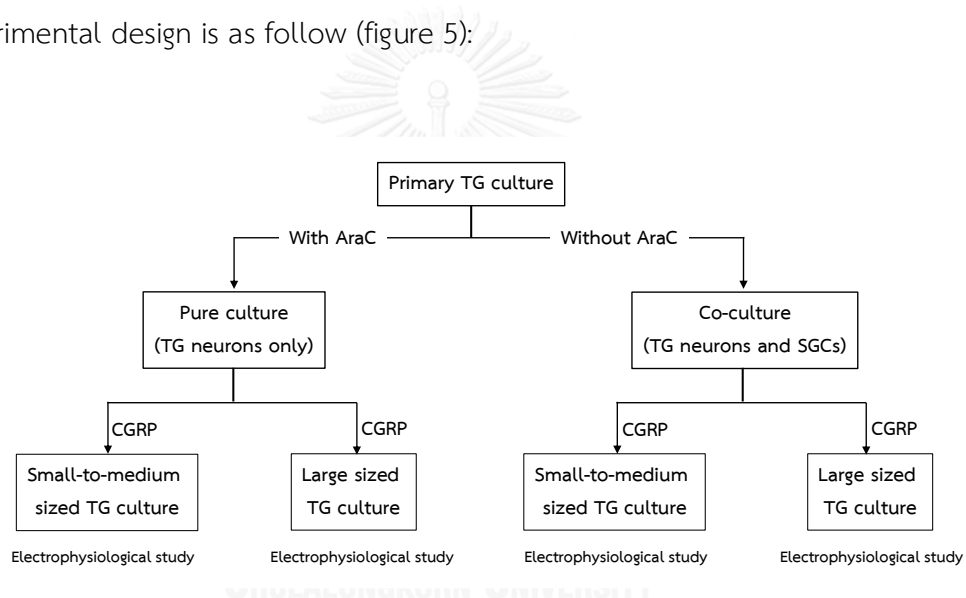 rimental design is as follow (figure 5):
Primary TG culture
With AraC
Without AraC
Pure culture
(TG neurons only)
Co-culture
(TG neurons and SGCs)
CGRP
CGRP
CGRP
CGRP
Small-to-medium
sized TG culture
Large sized
TG culture
Small-to-medium
sized TG culture
Large sized
TG culture
Electrophysiological study
Electrophysiological study
Electrophysiological study
Electrophysiological study